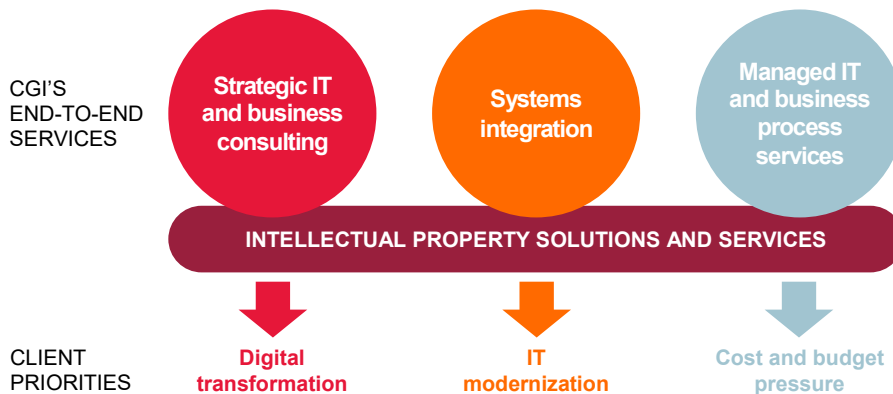 CGI'S
END-TO-END
SERVICES
Strategic IT
and business
consulting
Systems
integration
Managed IT
and business
process
services
INTELLECTUAL PROPERTY SOLUTIONS AND SERVICES
CLIENT
PRIORITIES
Digital
transformation
IT
modernization
Cost and budget
pressure